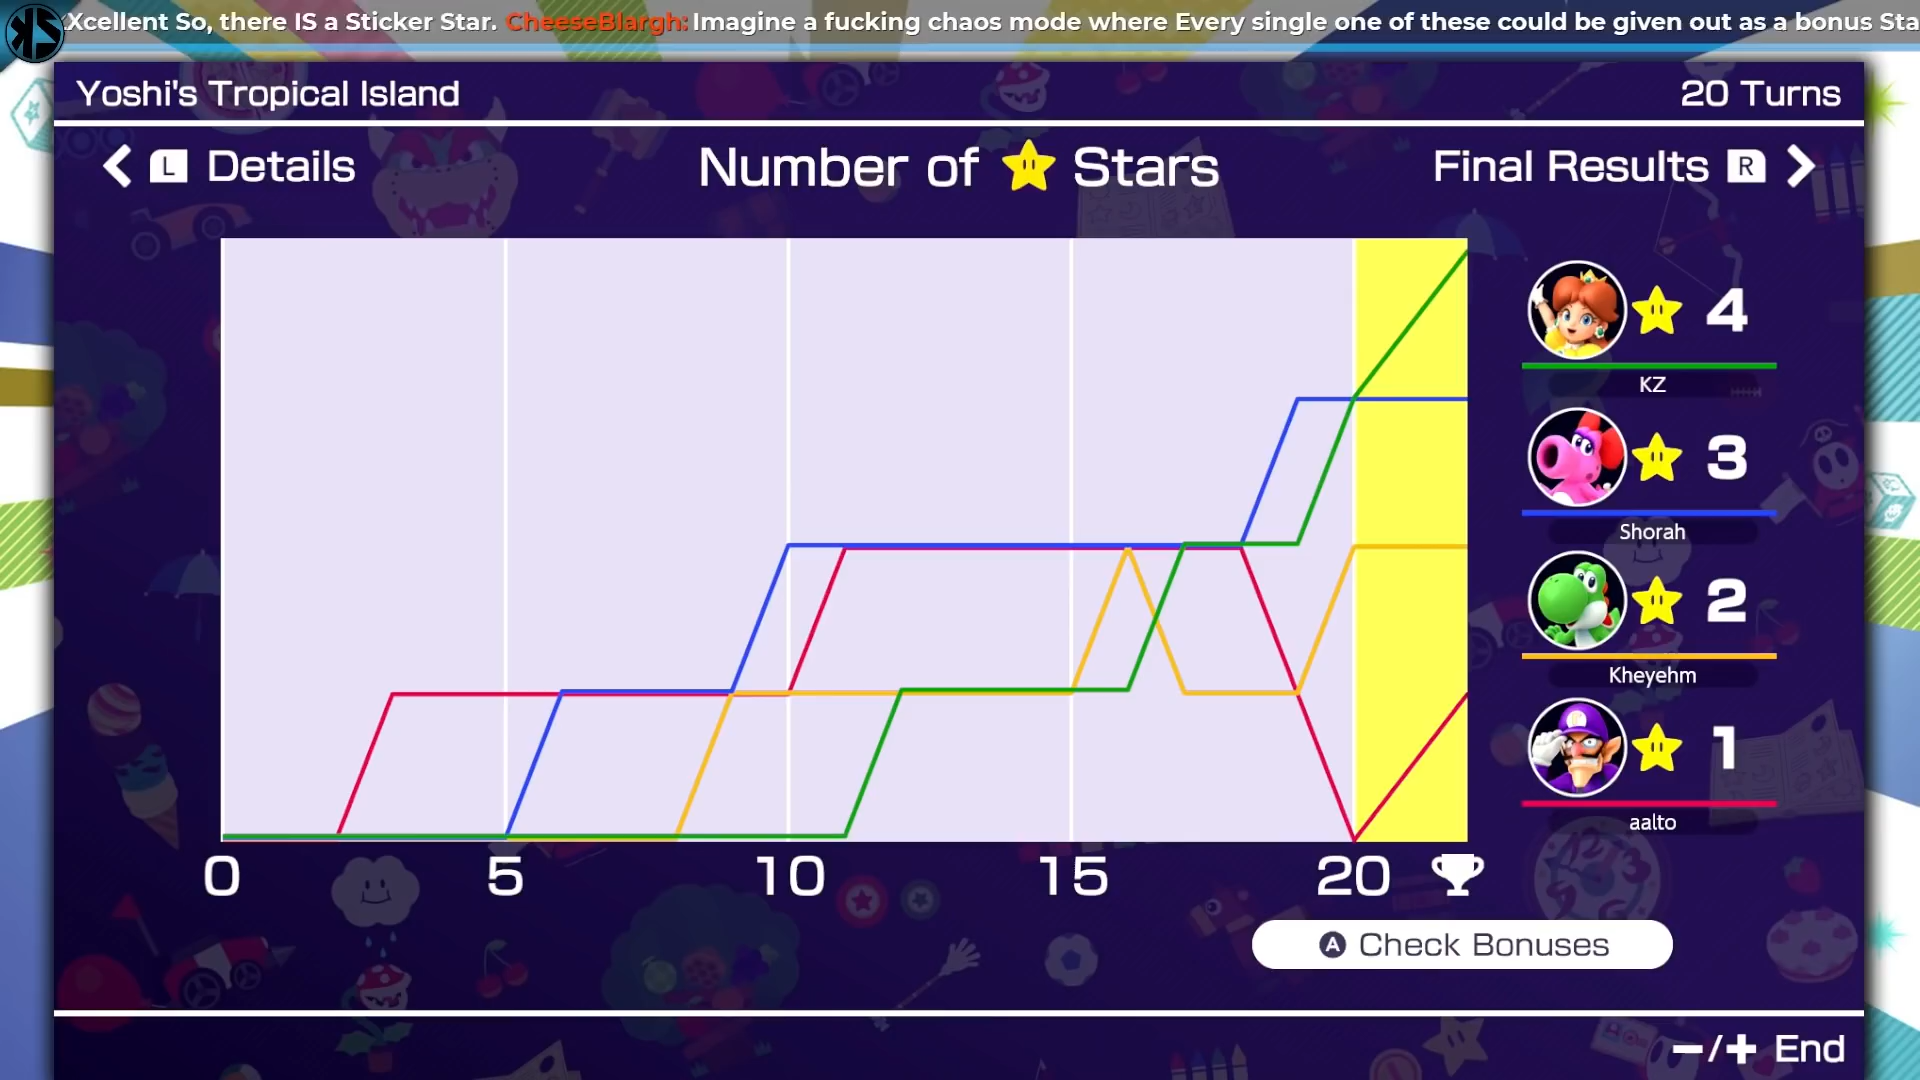 Xcellent So, there IS a Sticker Star. CheeseBlargh: Imagine a fucking chaos mode where Every single one of these could be given out as a bonus Sta
Yoshi's Tropical Island
20 Turns
L Details
Number of Stars
Final Results R
4
KZ
3
Shorah
2
Kheyehm
1
aalto
0 5 10 15 20
A Check Bonuses
−/+ End